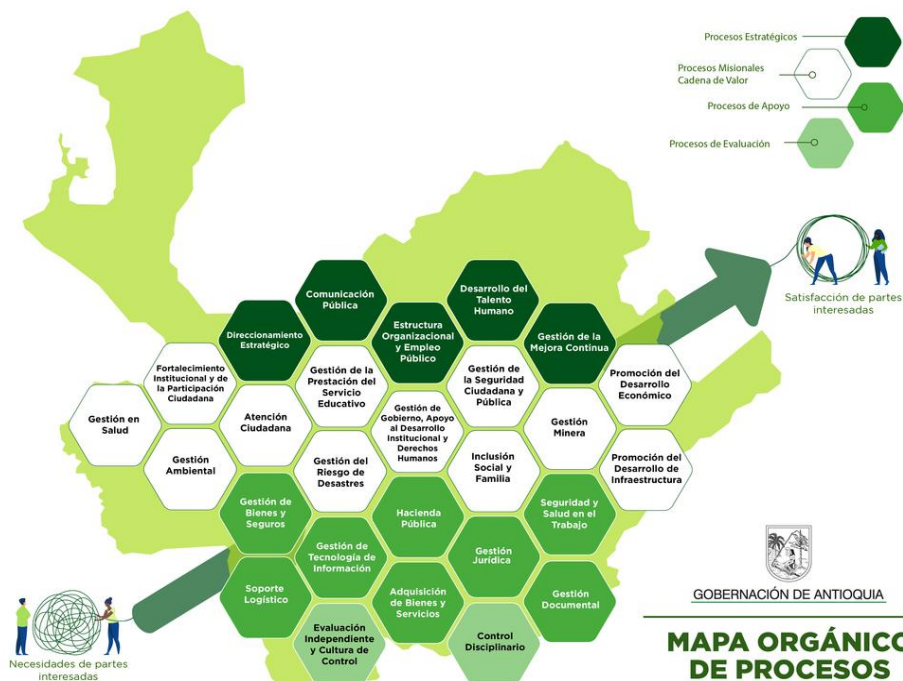 Procesos Estratégicos
Procesos Misionales
Cadena de Valor
Procesos de Apoyo
Procesos de Evaluación
Satisfacción de partes
interesadas
Comunicación
Pública
Desarrollo del
Talento
Humano
Direccionamiento
Estratégico
Estructura
Organizacional
y Empleo
Público
Gestión de la
Mejora Continua
Fortalecimiento
Institucional y de
la Participación
Ciudadana
Gestión de la
Prestación del
Servicio
Educativo
Gestión de
la Seguridad
Ciudadana y
Pública
Promoción del
Desarrollo
Económico
Gestión en
Salud
Atención
Ciudadana
Gestión de
Gobierno, Apoyo
al Desarrollo
Institucional y
Derechos
Humanos
Gestión
Minera
Gestión
Ambiental
Gestión del
Riesgo de
Desastres
Inclusión
Social y
Familia
Promoción del
Desarrollo de
Infraestructura
Gestión de
Bienes y
Seguros
Hacienda
Pública
Seguridad y
Salud en el
Trabajo
Gestión de
Tecnología de
Información
Gestión
Jurídica
Soporte
Logístico
Adquisición
de Bienes y
Servicios
Gestión
Documental
Evaluación
Independiente
y Cultura de
Control
Control
Disciplinario
Necesidades de partes
interesadas
GOBERNACIÓN DE ANTIOQUIA
MAPA ORGÁNICO
DE PROCESOS